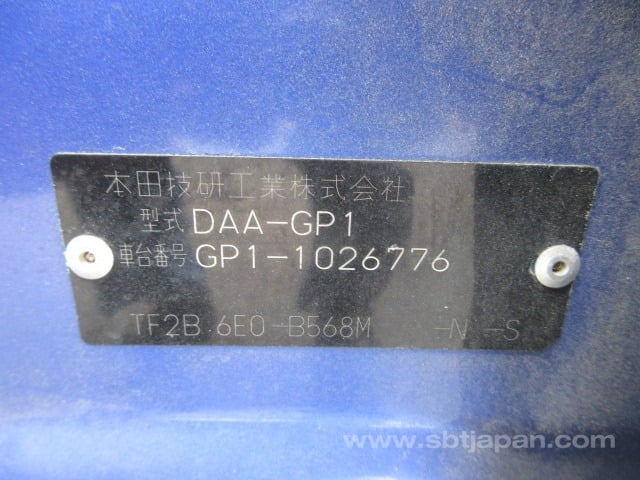 本田技研工業株式会社
型式 DAA-GP1
車台番号 GP1-1026776
TF2B 6E0 -B568M -N -S
www.sbtjapan.com